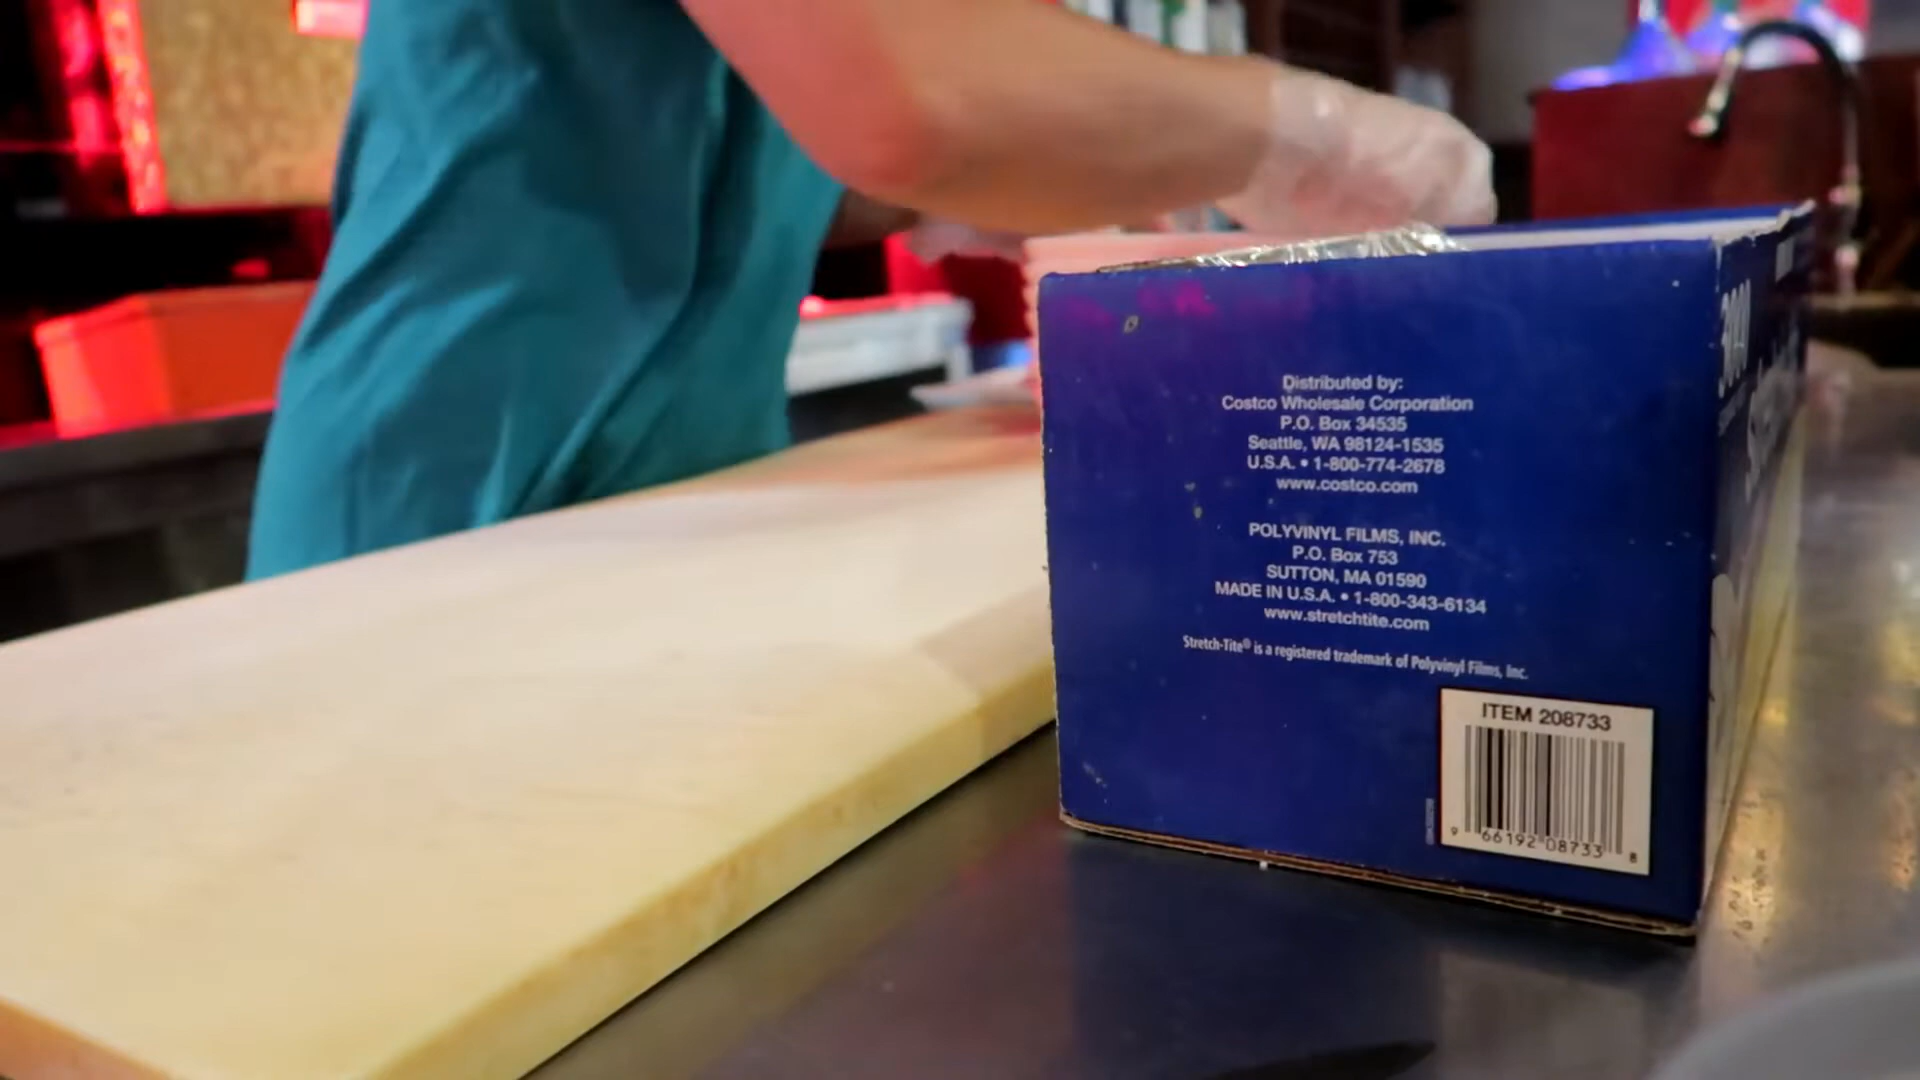 Distributed by:
Costco Wholesale Corporation
P.O. Box 34535
Seattle, WA 98124-1535
U.S.A. • 1-800-774-2678
www.costco.com
POLYVINYL FILMS, INC.
P.O. Box 753
SUTTON, MA 01590
MADE IN U.S.A. • 1-800-343-6134
www.stretchtite.com
Stretch-Tite® is a registered trademark of Polyvinyl Films, Inc.
ITEM 208733
9 66192 08733 8